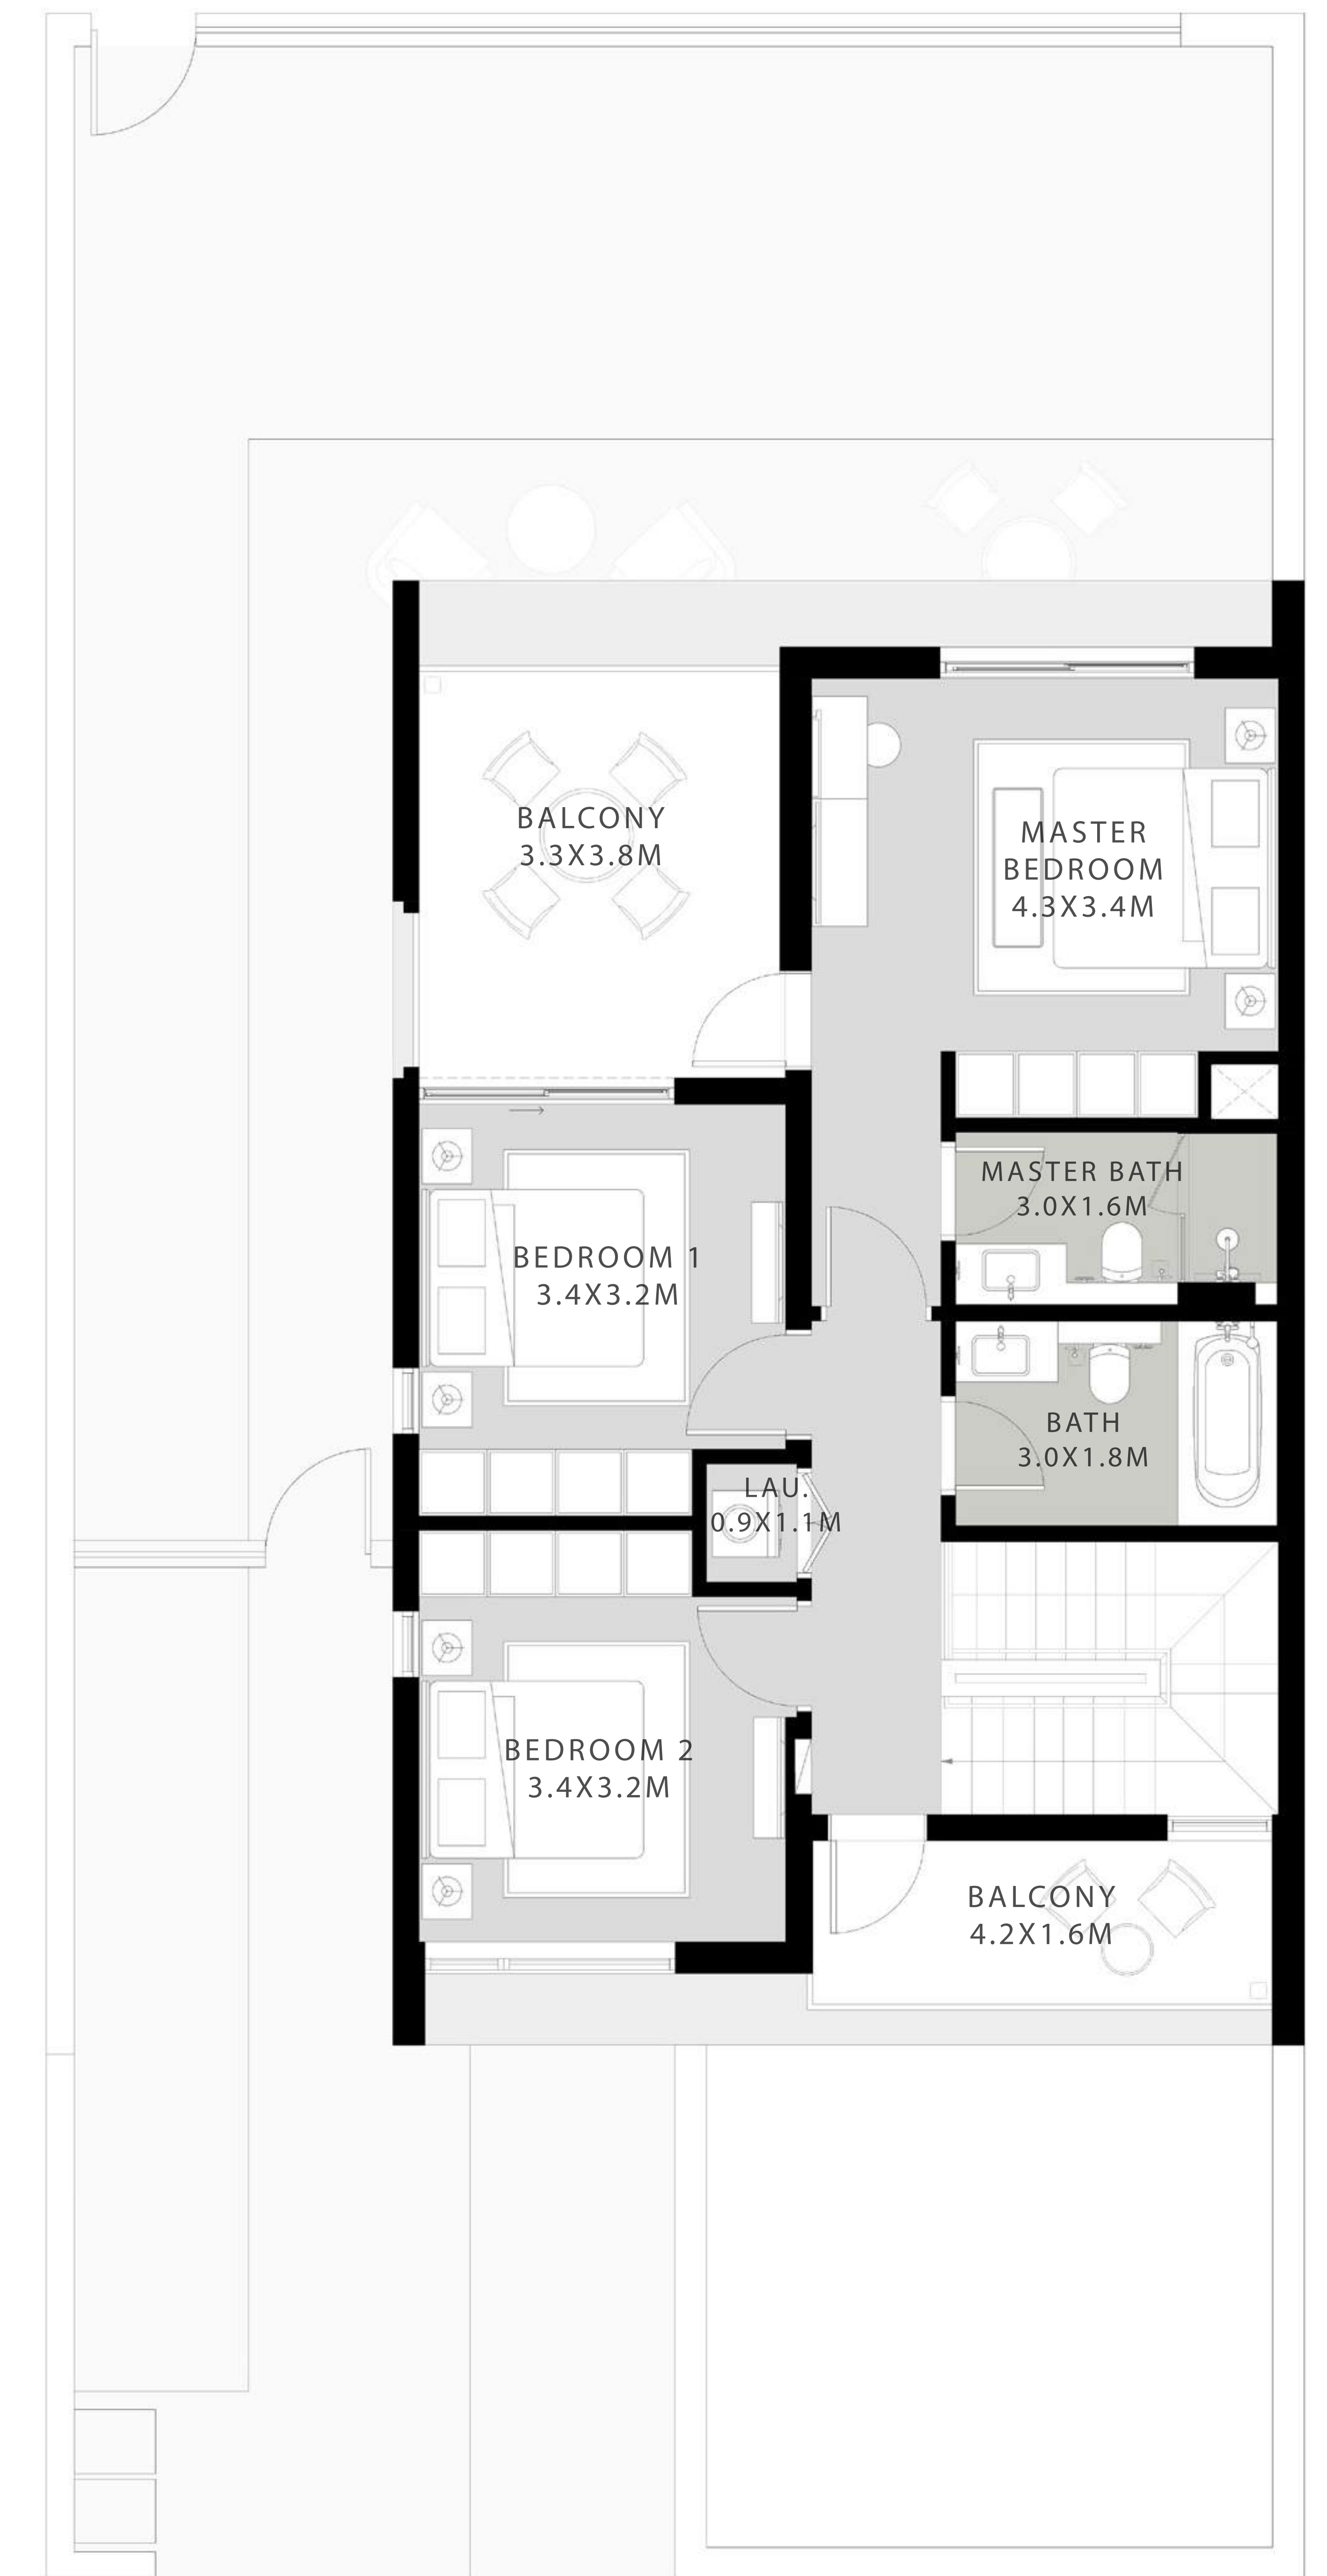 BALCONY
3.3X3.8M
MASTER
BEDROOM
4.3X3.4M
MASTER BATH
3.0X1.6M
BEDROOM 1
3.4X3.2M
BATH
3.0X1.8M
LAU.
0.9X1.1M
BEDROOM 2
3.4X3.2M
BALCONY
4.2X1.6M